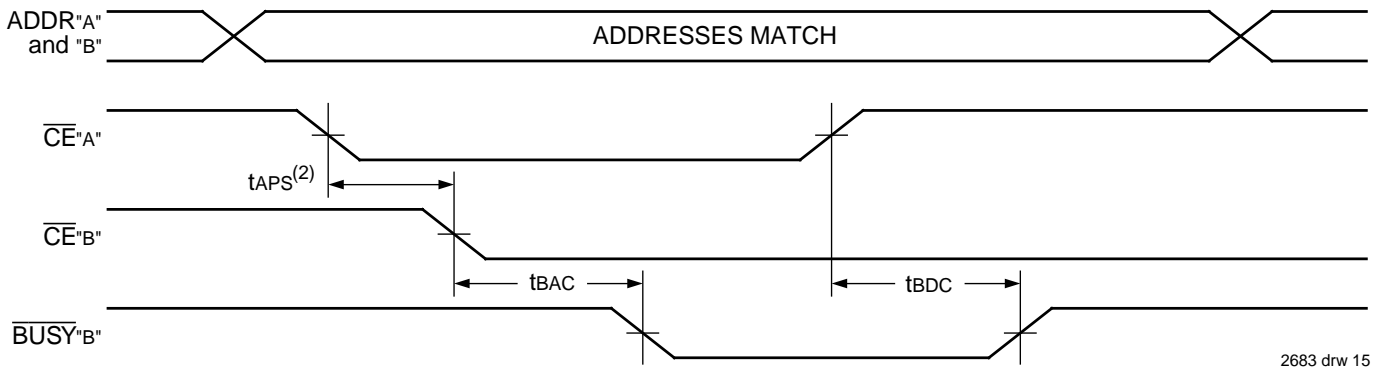 ADDR"A"
and "B"
ADDRESSES MATCH
CE"A"
tAPS(2)
CE"B"
tBAC
tBDC
BUSY"B"
2683 drw 15